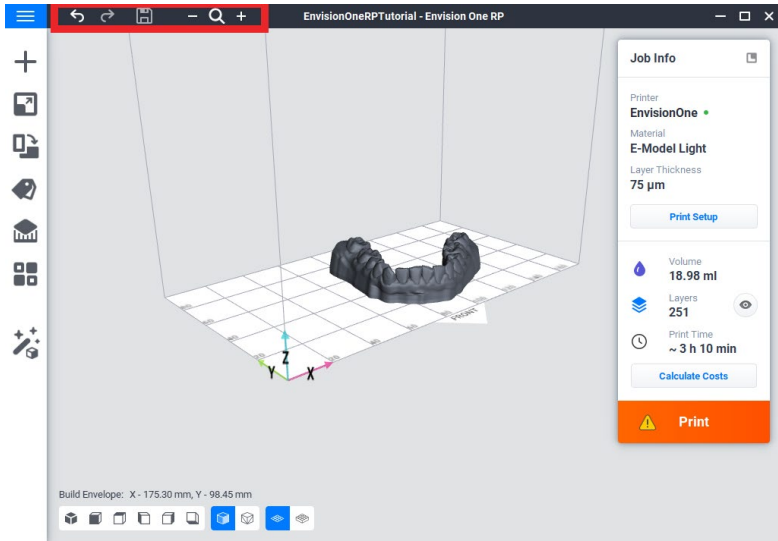 EnvisionOneRPTutorial - Envision One RP
Job Info
Printer
EnvisionOne
Material
E-Model Light
Layer Thickness
75 µm
Print Setup
Volume
18.98 ml
Layers
251
Print Time
~ 3 h 10 min
Calculate Costs
Print
FRONT
Z
Y
X
Build Envelope: X - 175.30 mm, Y - 98.45 mm